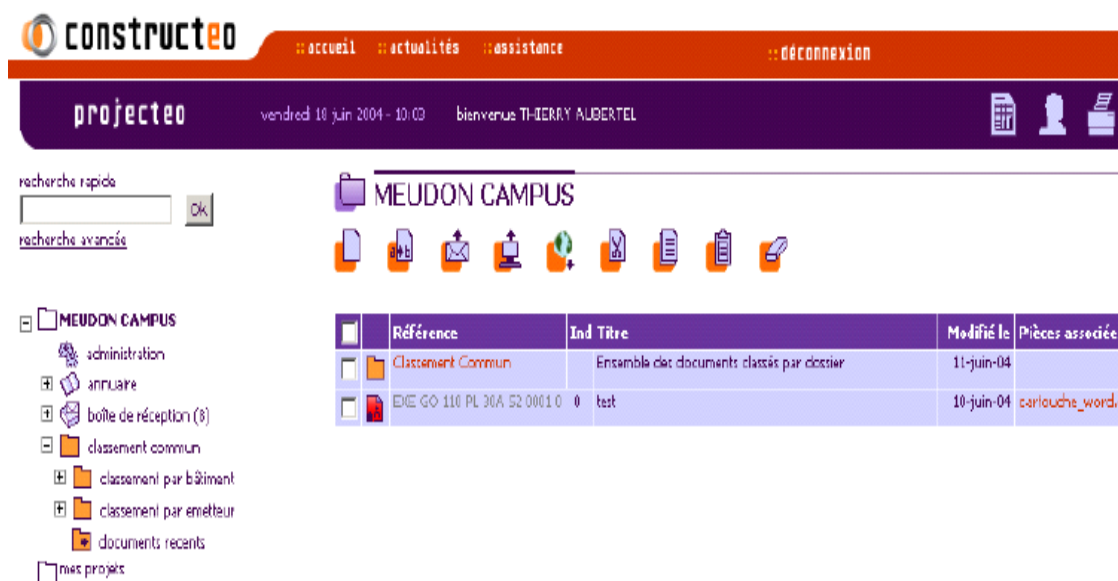 constructeo
::accueil ::actualités ::assistance ::déconnexion
projecteo vendredi 18 juin 2004 - 10:03 bienvenue THIERRY AUBERTEL
recherche rapide
Ok
recherche avancée
MEUDON CAMPUS
a b
MEUDON CAMPUS
administration
annuaire
boîte de réception (8)
classement commun
classement par bâtiment
classement par emetteur
documents recents
mes projets
Référence Ind Titre Modifié le Pièces associée
Classement Commun Ensemble des documents classés par dossier 11-juin-04
EXE GO 110 PL 30A S2 0001 0 0 test 10-juin-04 cartouche_word.